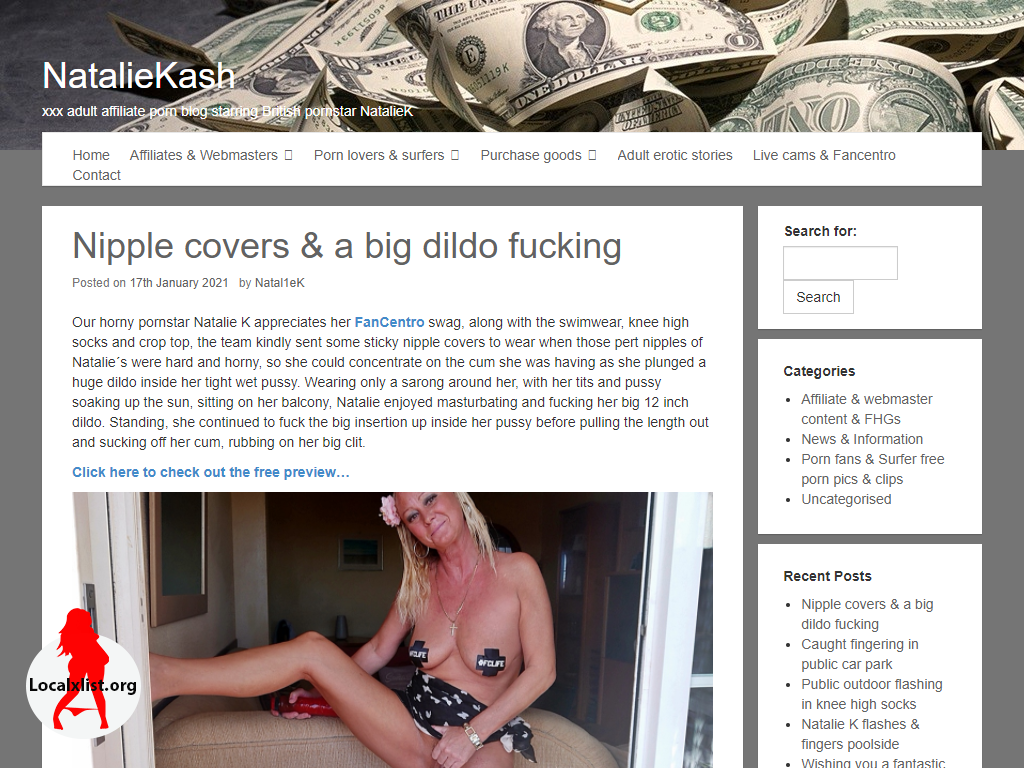 NatalieKash
xxx adult affiliate porn blog starring British pornstar NatalieK
Home
Affiliates & Webmasters
Porn lovers & surfers
Purchase goods
Adult erotic stories
Live cams & Fancentro
Contact
Nipple covers & a big dildo fucking
Posted on 17th January 2021 by Natal1eK
Our horny pornstar Natalie K appreciates her FanCentro swag, along with the swimwear, knee high
socks and crop top, the team kindly sent some sticky nipple covers to wear when those pert nipples of
Natalie´s were hard and horny, so she could concentrate on the cum she was having as she plunged a
huge dildo inside her tight wet pussy. Wearing only a sarong around her, with her tits and pussy
soaking up the sun, sitting on her balcony, Natalie enjoyed masturbating and fucking her big 12 inch
dildo. Standing, she continued to fuck the big insertion up inside her pussy before pulling the length out
and sucking off her cum, rubbing on her big clit.
Click here to check out the free preview…
#FCLIFE
Localxlist.org
Search for:
Search
Categories
Affiliate & webmaster
content & FHGs
News & Information
Porn fans & Surfer free
porn pics & clips
Uncategorised
Recent Posts
Nipple covers & a big
dildo fucking
Caught fingering in
public car park
Public outdoor flashing
in knee high socks
Natalie K flashes &
fingers poolside
Wishing you a fantastic